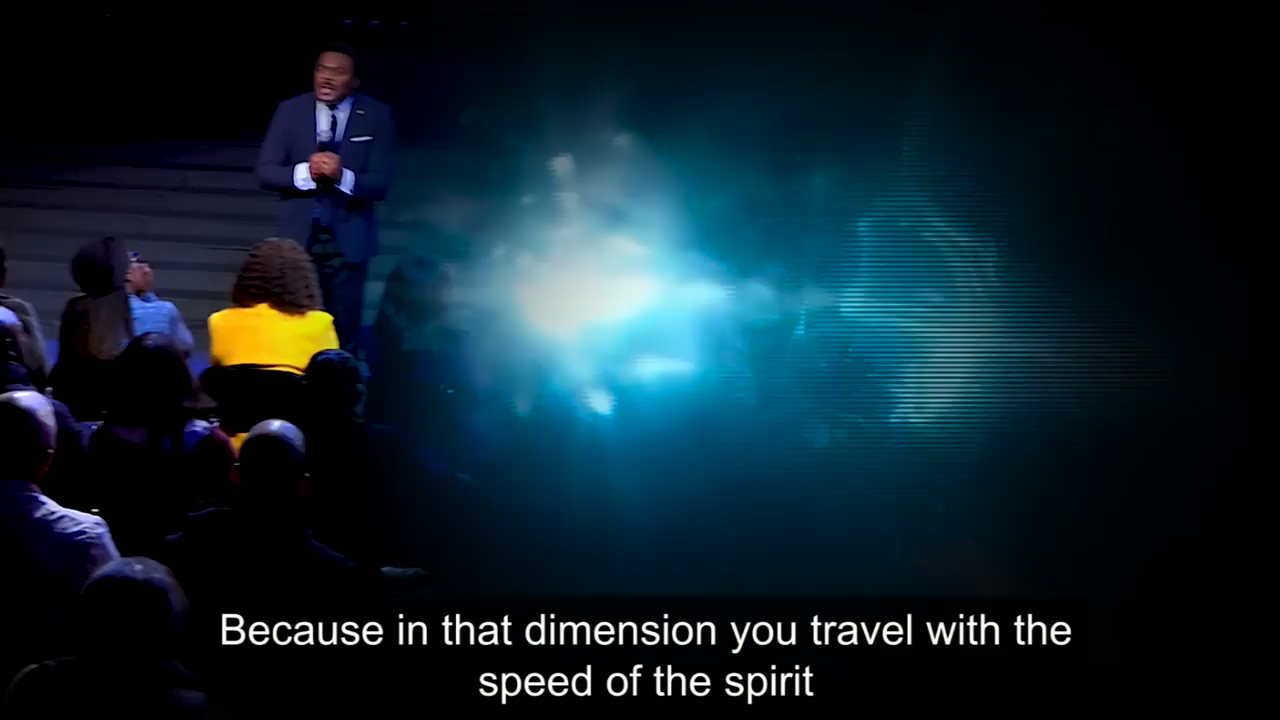 Because in that dimension you travel with the
speed of the spirit